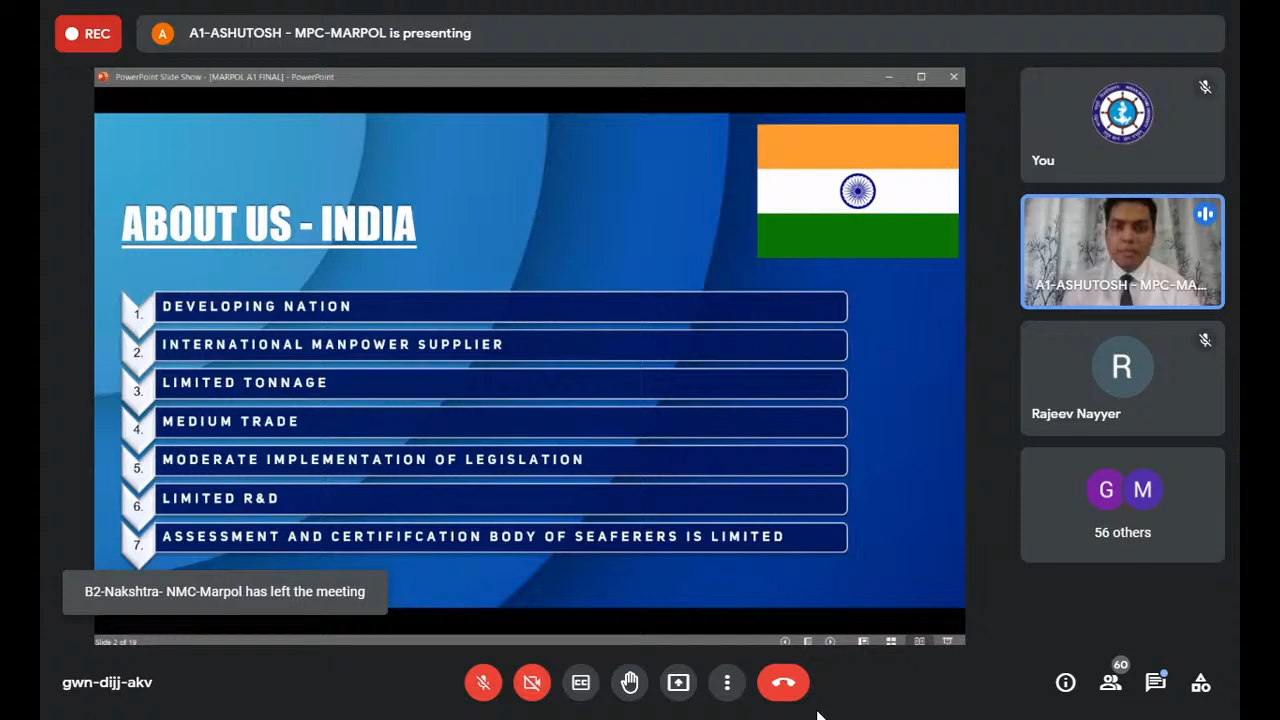 REC
A
A1-ASHUTOSH - MPC-MARPOL is presenting
PowerPoint Slide Show - [MARPOL A1 FINAL] - PowerPoint
ABOUT US - INDIA
1. DEVELOPING NATION
2. INTERNATIONAL MANPOWER SUPPLIER
3. LIMITED TONNAGE
4. MEDIUM TRADE
5. MODERATE IMPLEMENTATION OF LEGISLATION
6. LIMITED R&D
7. ASSESSMENT AND CERTIFIFCATION BODY OF SEAFERERS IS LIMITED
B2-Nakshtra- NMC-Marpol has left the meeting
Slide 2 of 19
You
A1-ASHUTOSH - MPC-MA...
R
Rajeev Nayyer
G M
56 others
gwn-dijj-akv
CC
60